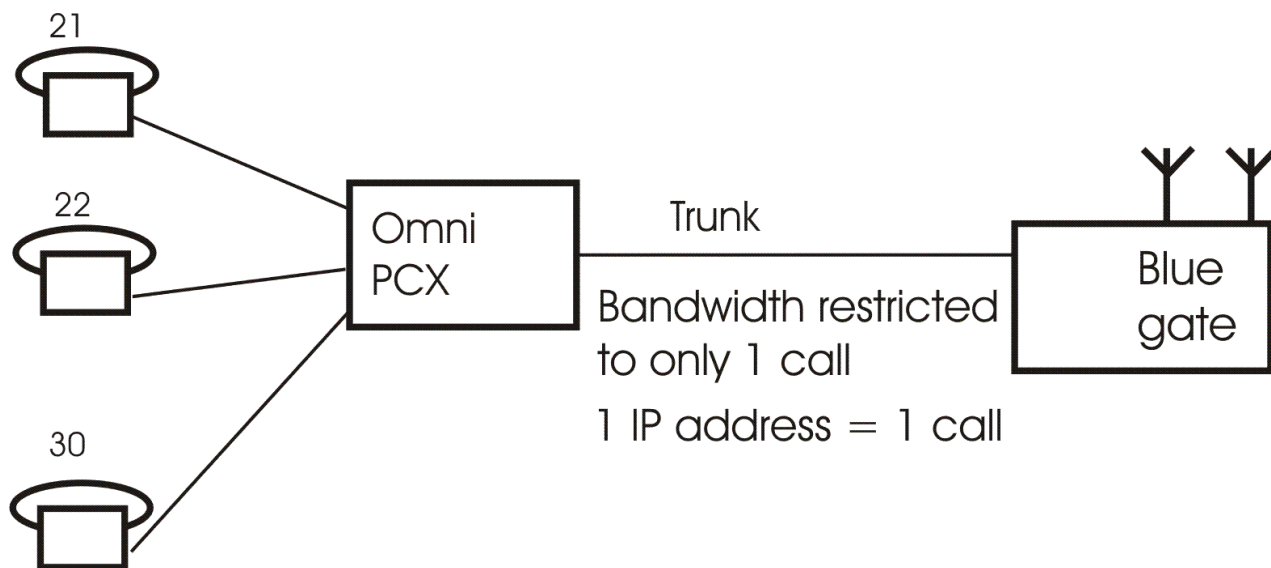 21
22
30
Omni
PCX
Trunk
Bandwidth restricted
to only 1 call
1 IP address = 1 call
Blue
gate